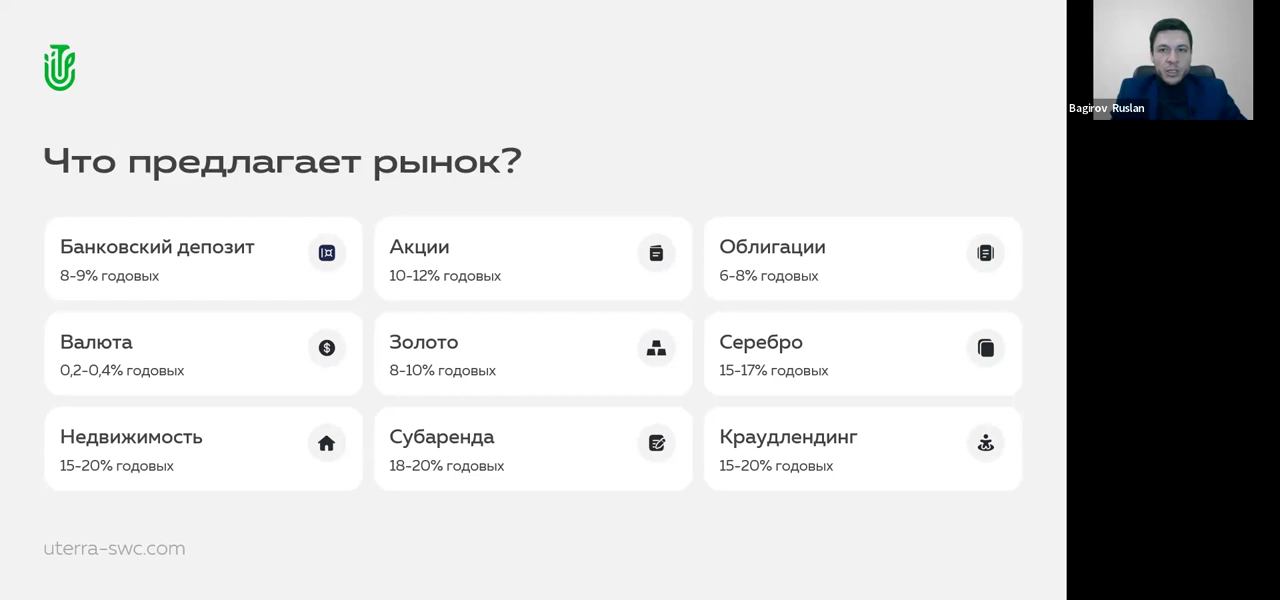 Bagirov Ruslan
Что предлагает рынок?
Банковский депозит
8-9% годовых
Акции
10-12% годовых
Облигации
6-8% годовых
Валюта
0,2-0,4% годовых
Золото
8-10% годовых
Серебро
15-17% годовых
Недвижимость
15-20% годовых
Субаренда
18-20% годовых
Краудлендинг
15-20% годовых
uterra-swc.com